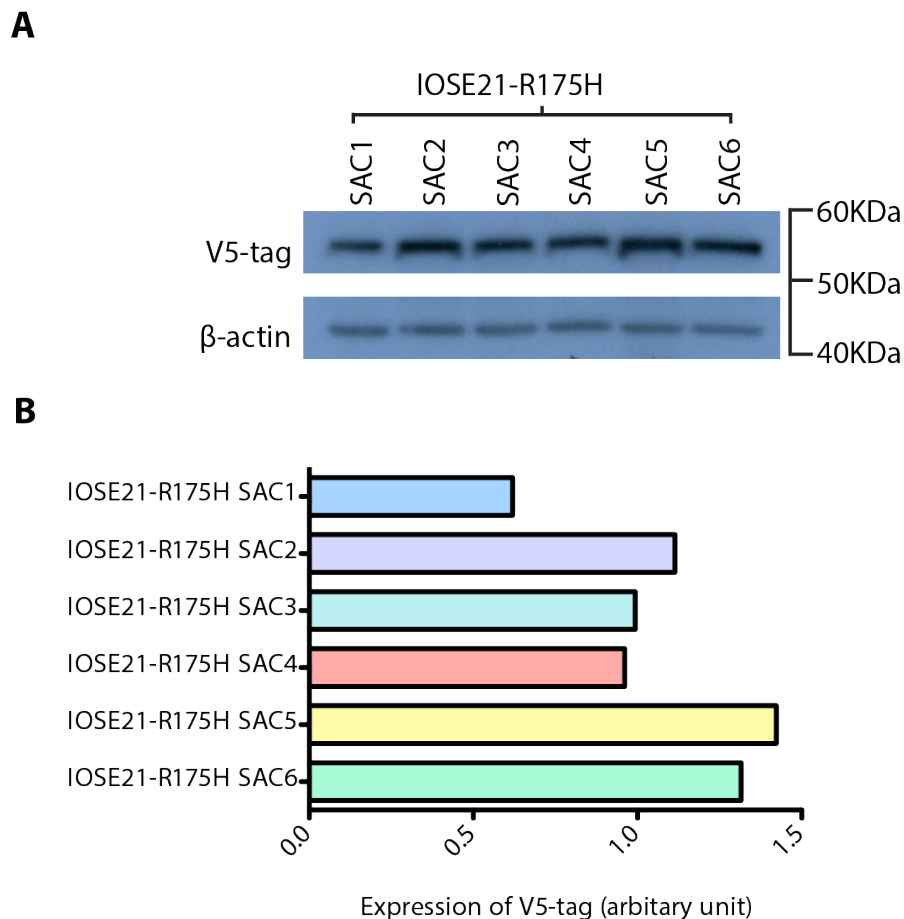 A
IOSE21-R175H
SAC1 SAC2 SAC3 SAC4 SAC5 SAC6
60KDa
V5-tag
50KDa
β-actin
40KDa
B
IOSE21-R175H SAC1
IOSE21-R175H SAC2
IOSE21-R175H SAC3
IOSE21-R175H SAC4
IOSE21-R175H SAC5
IOSE21-R175H SAC6
0.0 0.5 1.0 1.5
Expression of V5-tag (arbitary unit)